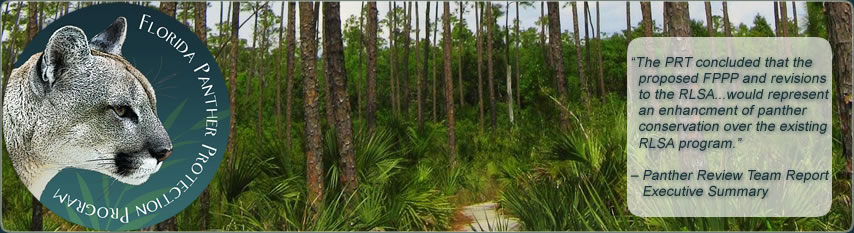 Florida Panther Protection Program
“The PRT concluded that the
proposed FPPP and revisions
to the RLSA...would represent
an enhancment of panther
conservation over the existing
RLSA program.”
– Panther Review Team Report
Executive Summary